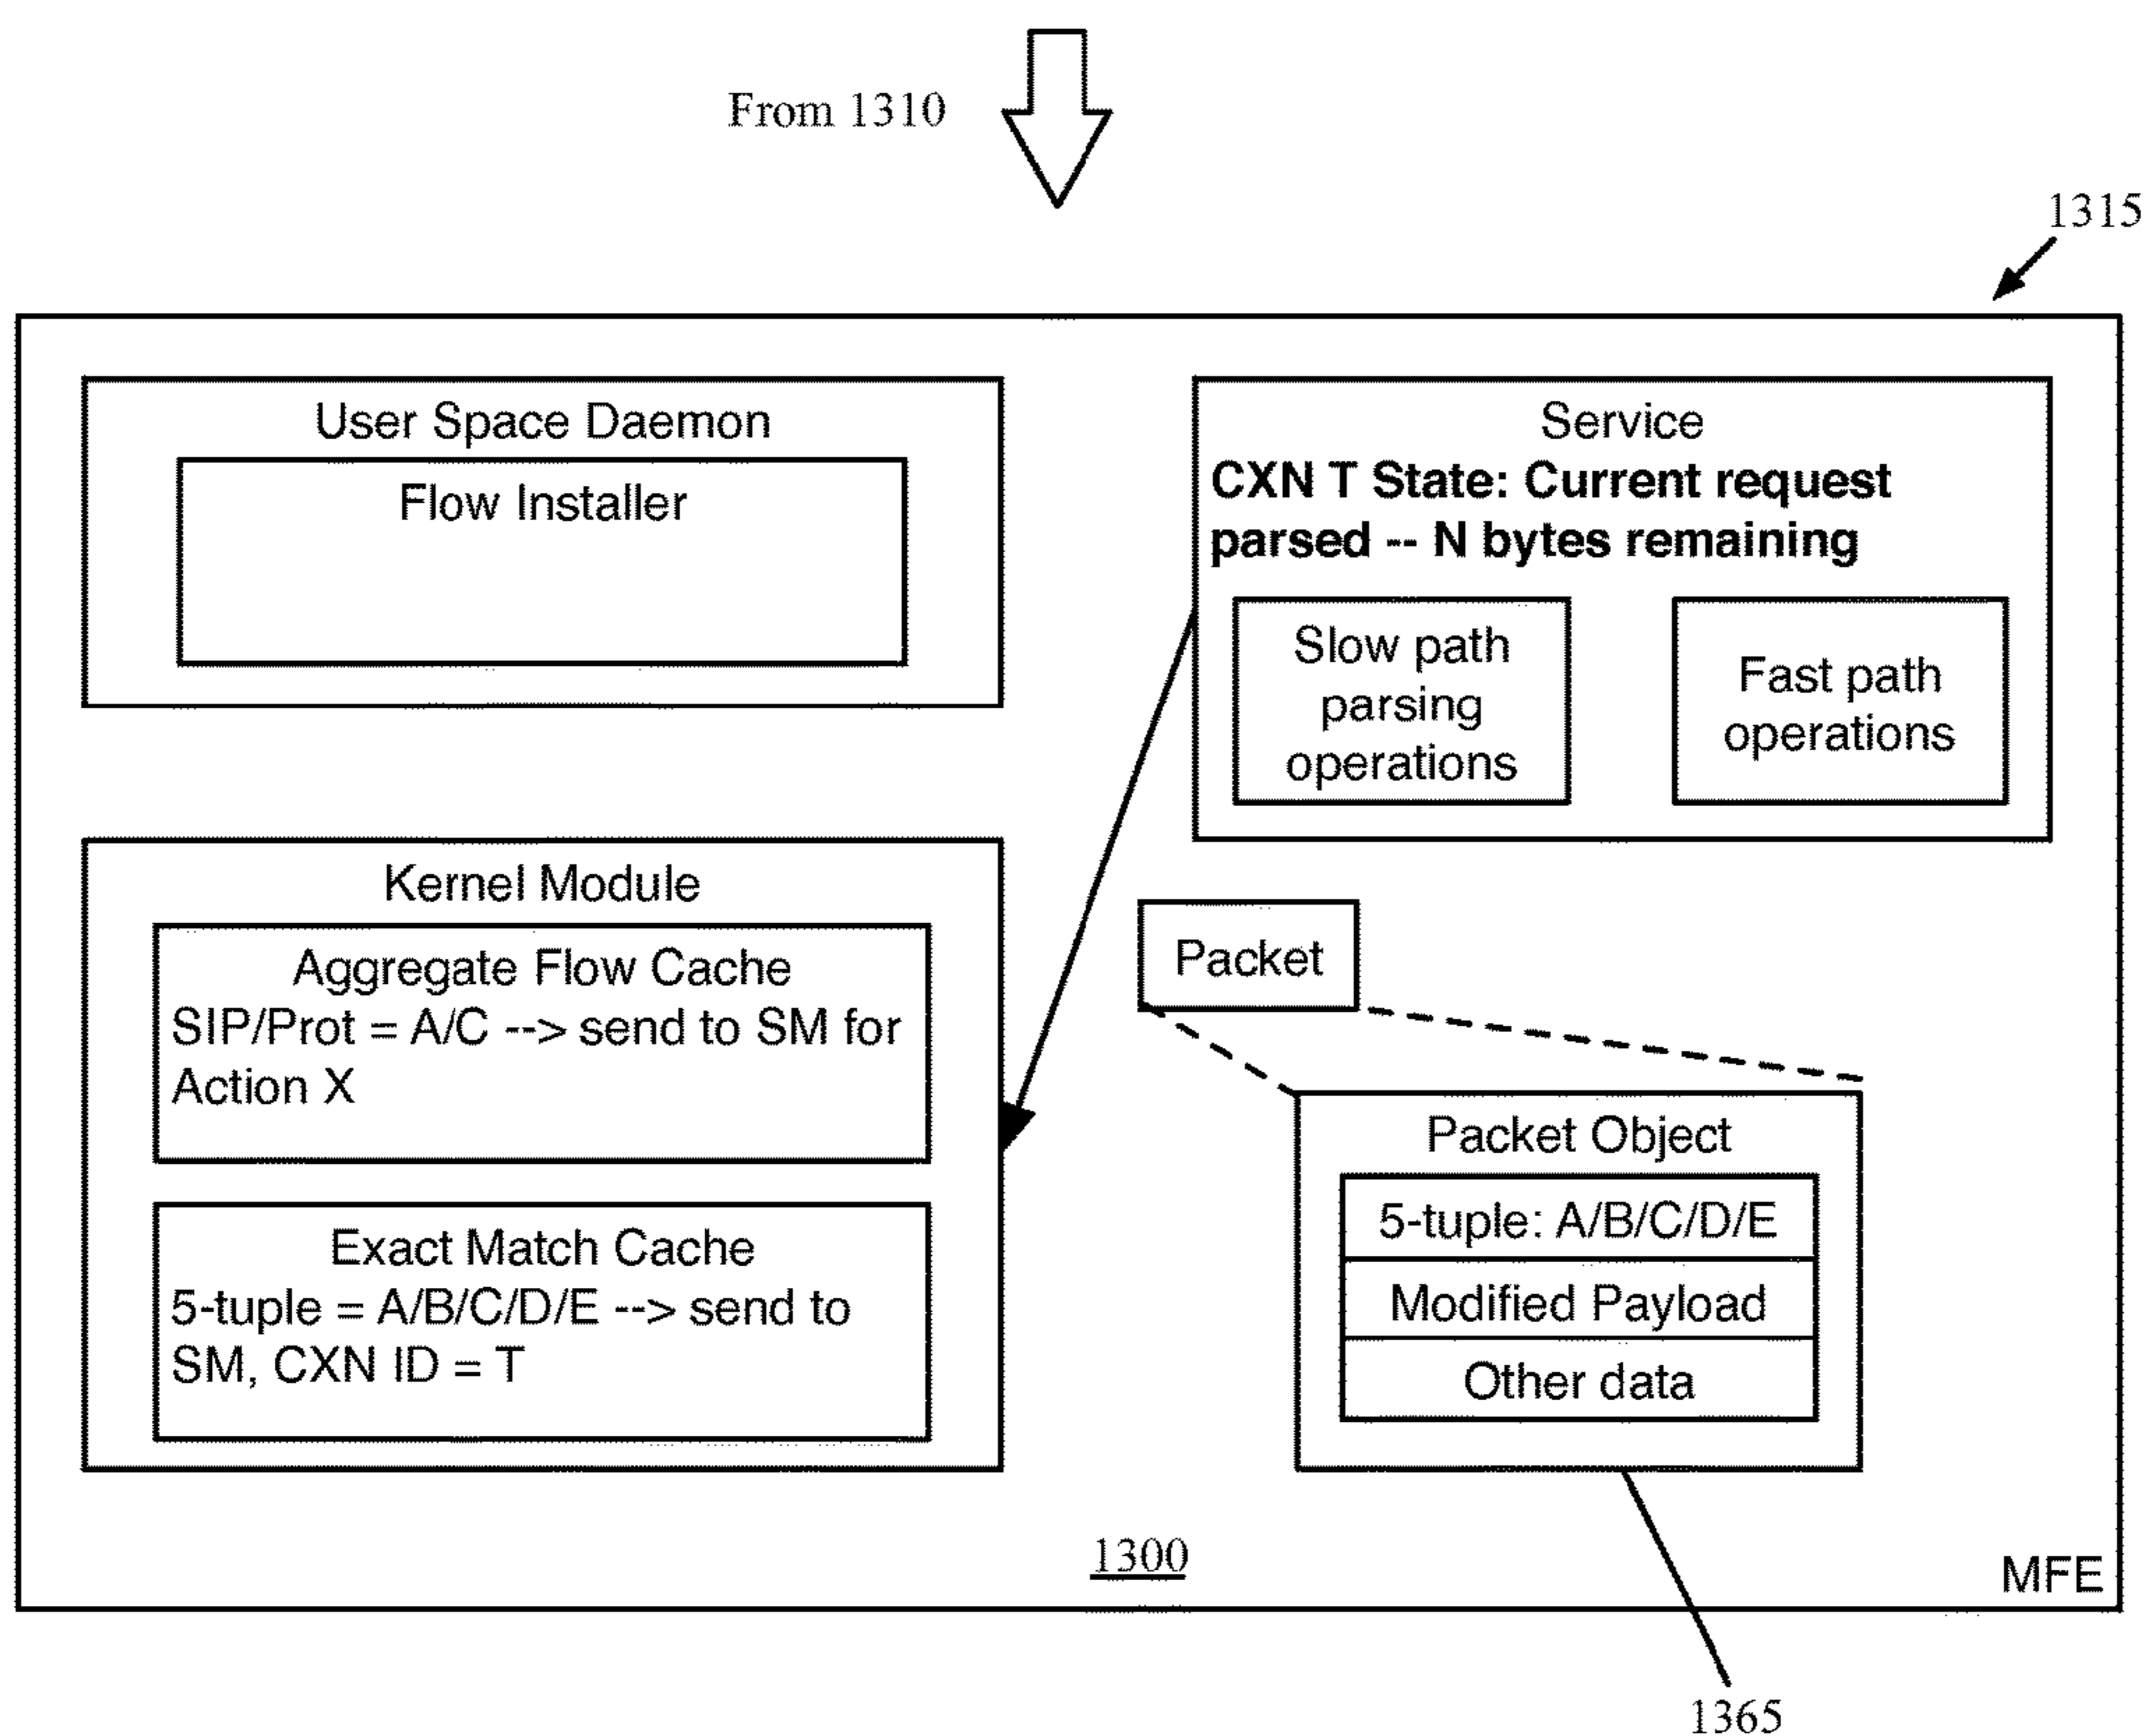 From 1310
1315
User Space Daemon
Flow Installer
Service
CXN T State: Current request
parsed -- N bytes remaining
Slow path
parsing
operations
Fast path
operations
Kernel Module
Aggregate Flow Cache
SIP/Prot = A/C --> send to SM for
Action X
Exact Match Cache
5-tuple = A/B/C/D/E --> send to
SM, CXN ID = T
Packet
Packet Object
5-tuple: A/B/C/D/E
Modified Payload
Other data
1300
MFE
1365